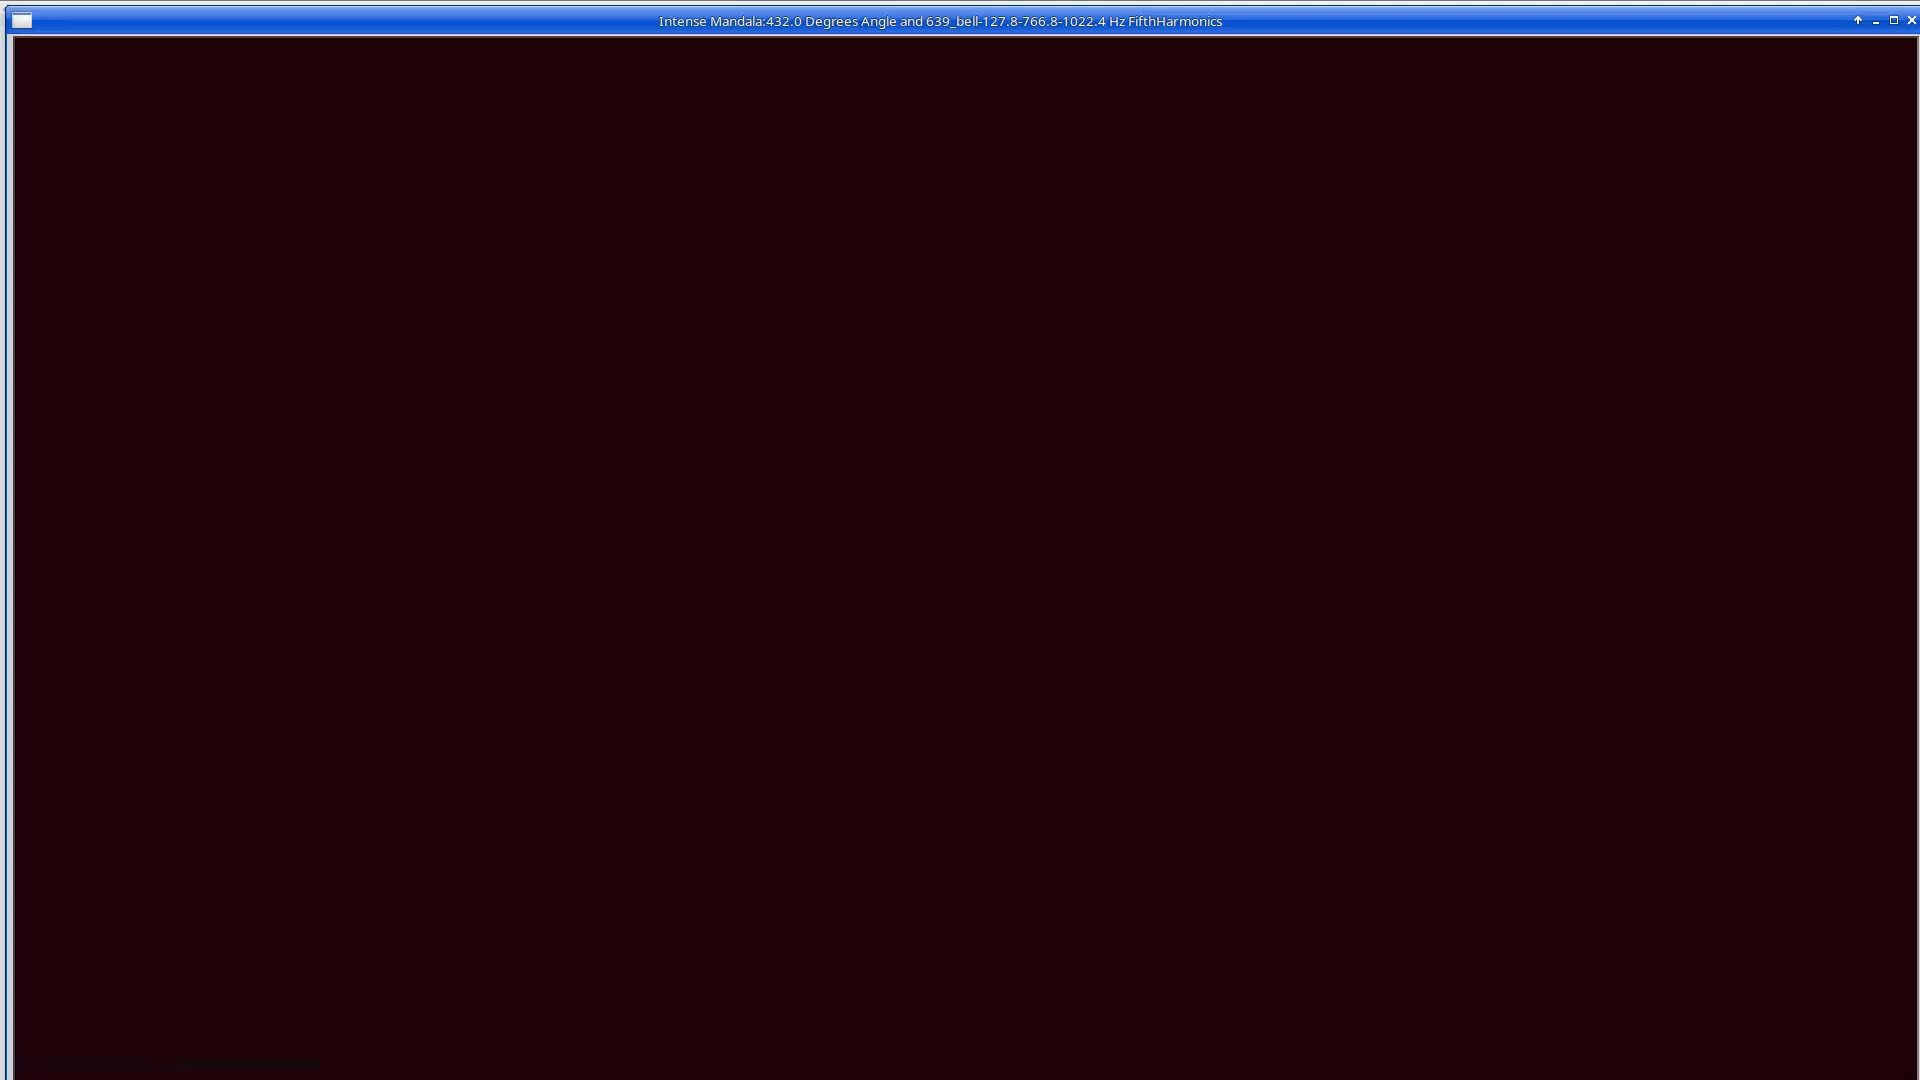 Intense Mandala:432.0 Degrees Angle and 639_bell-127.8-766.8-1022.4 Hz FifthHarmonics